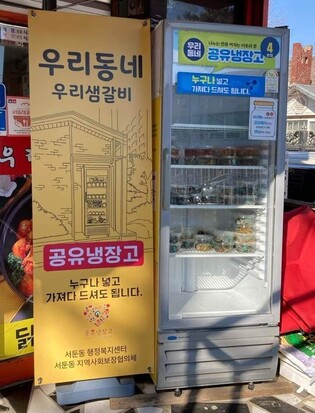 우리동네
우리샘갈비
공유냉장고
누구나 넣고
가져다 드셔도 됩니다.
서둔동 행정복지센터
서둔동 지역사회보장협의체
우리
동네
공유냉장고
4
누구나 넣고
가져다 드셔도 됩니다.
닭